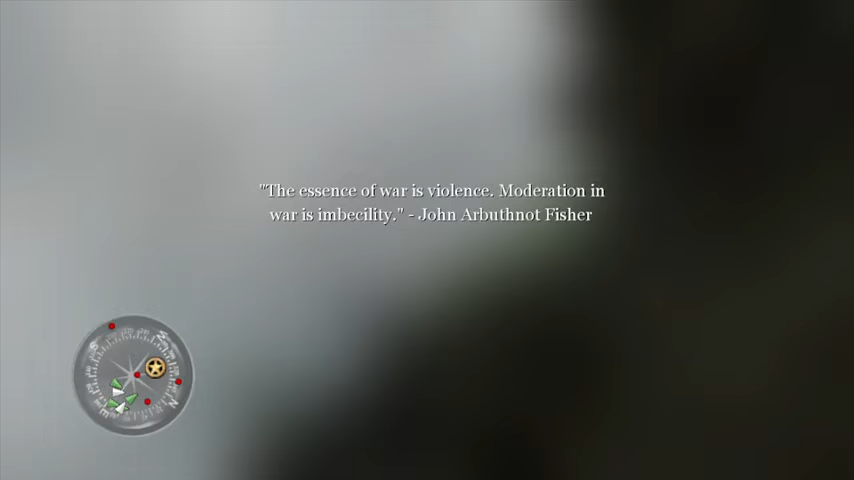 "The essence of war is violence. Moderation in
war is imbecility." - John Arbuthnot Fisher